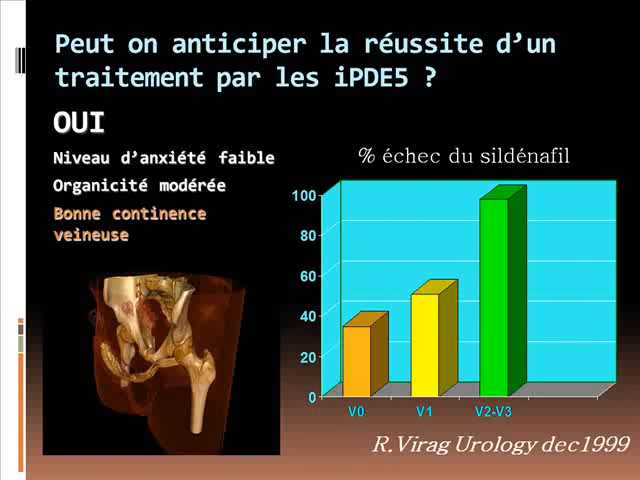 Peut on anticiper la réussite d’un
traitement par les iPDE5 ?
OUI
Niveau d’anxiété faible
Organicité modérée
Bonne continence
veineuse
% échec du sildénafil
100
80
60
40
20
0
V0 V1 V2-V3
R.Virag Urology dec1999